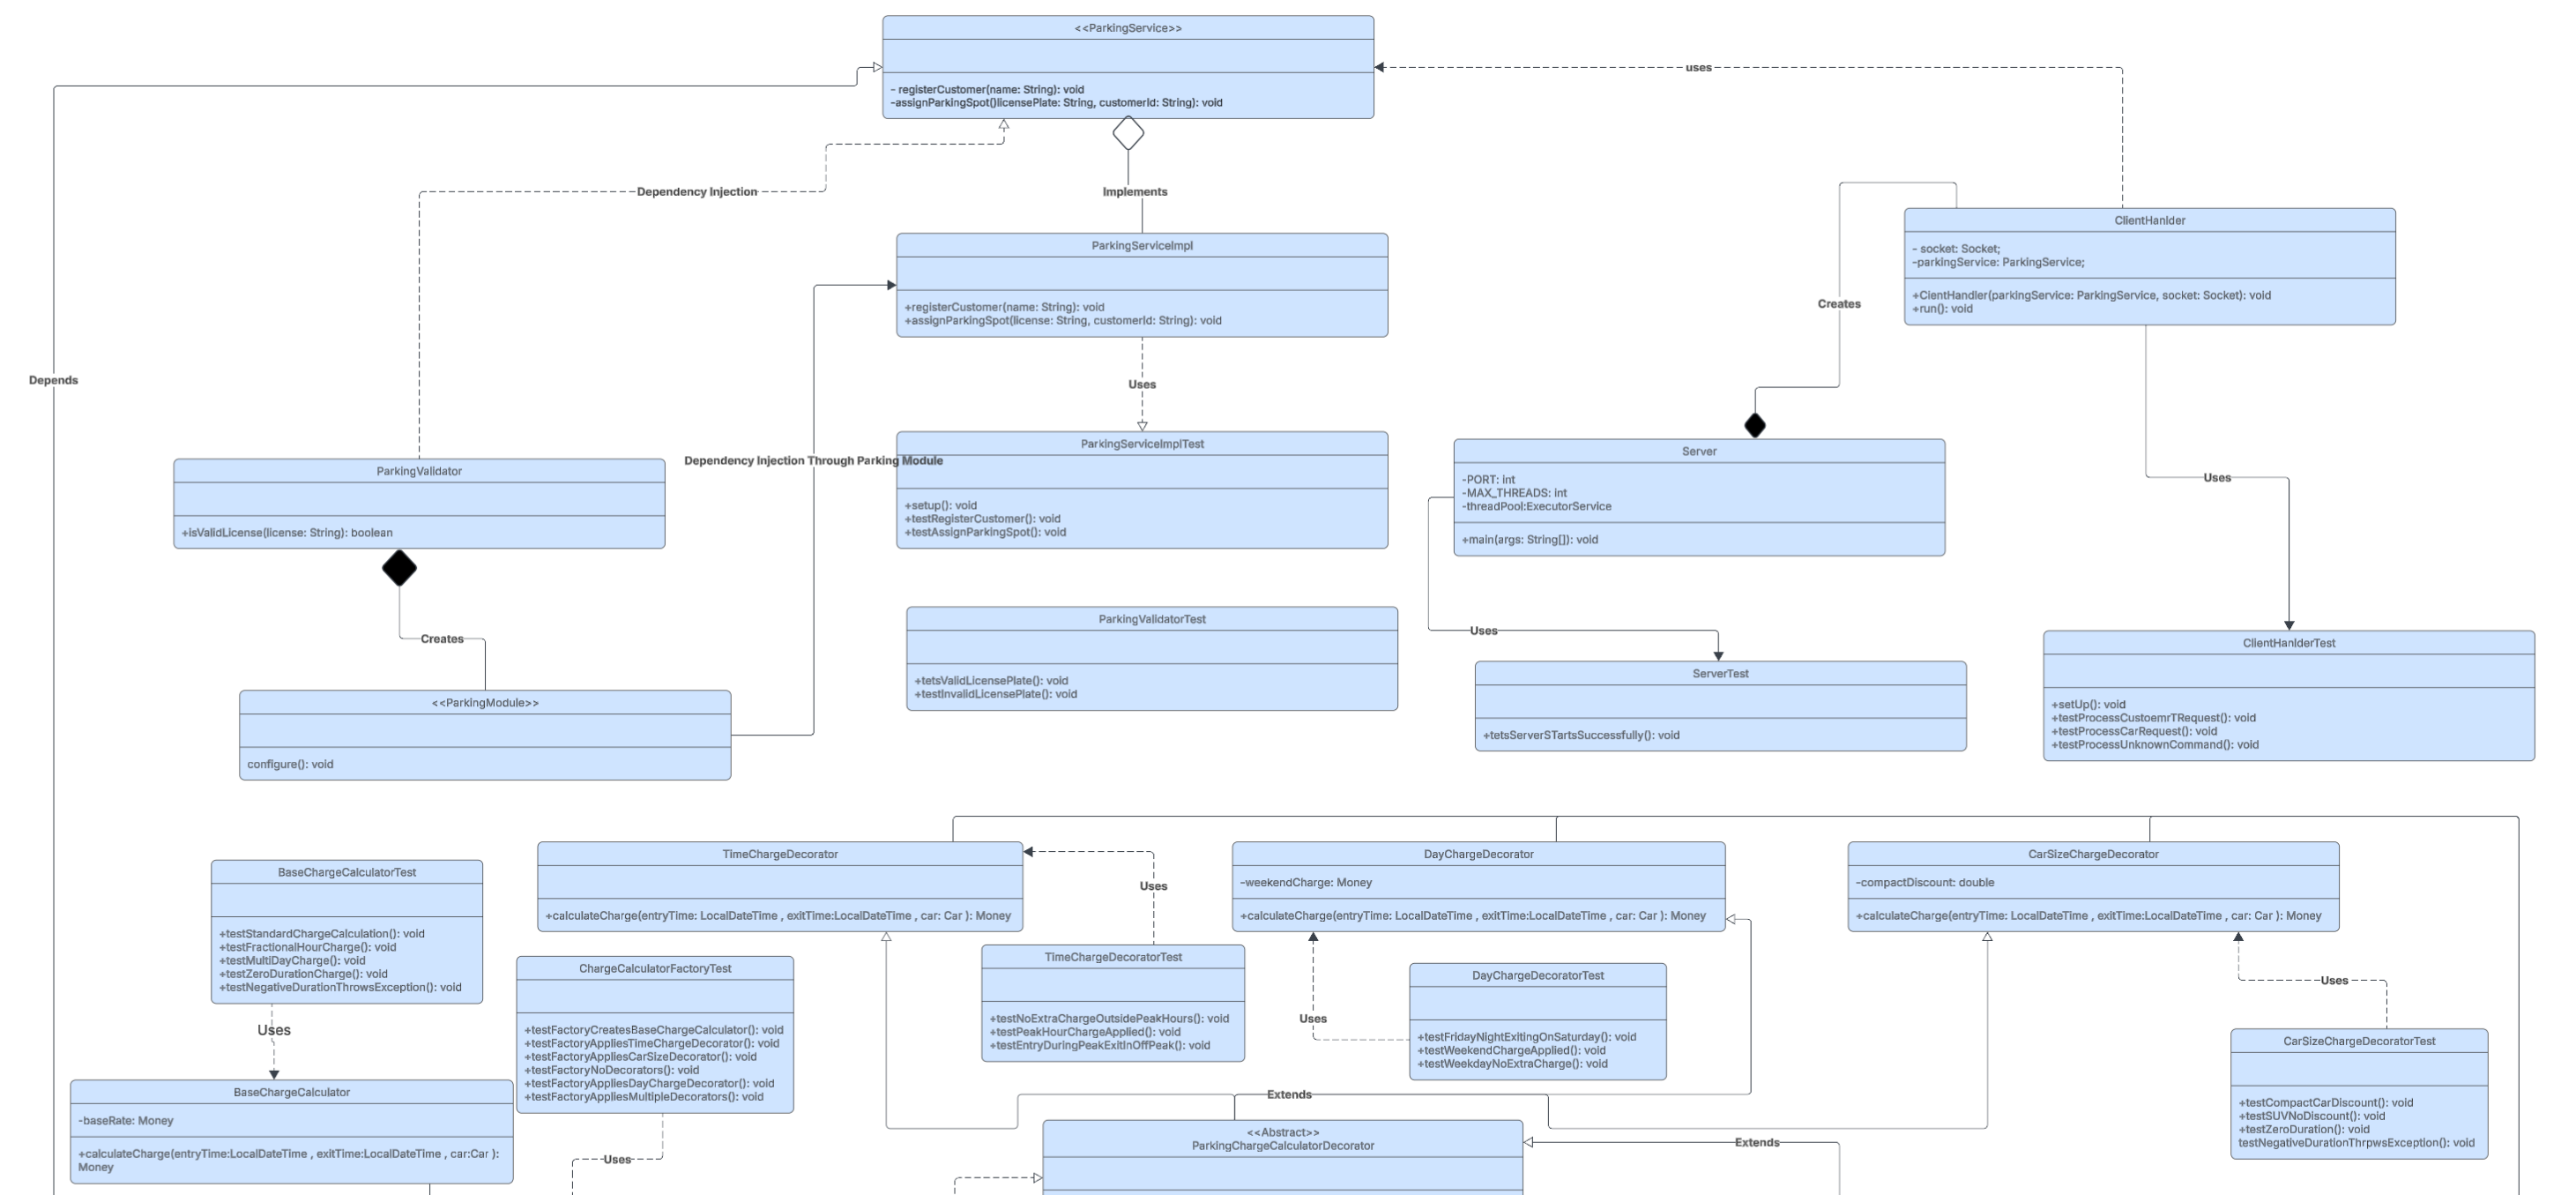 <<ParkingService>>
- registerCustomer(name: String): void
-assignParkingSpot()licensePlate: String, customerId: String): void
uses
Dependency Injection
Implements
ParkingServiceImpl
+registerCustomer(name: String): void
+assignParkingSpot(license: String, customerId: String): void
ClientHanlder
- socket: Socket;
-parkingService: ParkingService;
+CientHandler(parkingService: ParkingService, socket: Socket): void
+run(): void
Creates
Depends
Uses
ParkingServiceImplTest
+setup(): void
+testRegisterCustomer(): void
+testAssignParkingSpot(): void
Dependency Injection Through Parking Module
ParkingValidator
+isValidLicense(license: String): boolean
Server
-PORT: int
-MAX_THREADS: int
-threadPool:ExecutorService
+main(args: String[]): void
Uses
Creates
ParkingValidatorTest
+tetsValidLicensePlate(): void
+testInvalidLicensePlate(): void
Uses
ServerTest
+tetsServerSTartsSuccessfully(): void
ClientHanlderTest
+setUp(): void
+testProcessCustoemrTRequest(): void
+testProcessCarRequest(): void
+testProcessUnknownCommand(): void
<<ParkingModule>>
configure(): void
TimeChargeDecorator
+calculateCharge(entryTime: LocalDateTime , exitTime:LocalDateTime , car: Car ): Money
Uses
DayChargeDecorator
-weekendCharge: Money
+calculateCharge(entryTime: LocalDateTime , exitTime:LocalDateTime , car: Car ): Money
CarSizeChargeDecorator
-compactDiscount: double
+calculateCharge(entryTime: LocalDateTime , exitTime:LocalDateTime , car: Car ): Money
BaseChargeCalculatorTest
+testStandardChargeCalculation(): void
+testFractionalHourCharge(): void
+testMultiDayCharge(): void
+testZeroDurationCharge(): void
+testNegativeDurationThrowsException(): void
Uses
ChargeCalculatorFactoryTest
+testFactoryCreatesBaseChargeCalculator(): void
+testFactoryAppliesTimeChargeDecorator(): void
+testFactoryAppliesCarSizeDecorator(): void
+testFactoryNoDecorators(): void
+testFactoryAppliesDayChargeDecorator(): void
+testFactoryAppliesMultipleDecorators(): void
Uses
TimeChargeDecoratorTest
+testNoExtraChargeOutsidePeakHours(): void
+testPeakHourChargeApplied(): void
+testEntryDuringPeakExitInOffPeak(): void
Uses
DayChargeDecoratorTest
+testFridayNightExitingOnSaturday(): void
+testWeekendChargeApplied(): void
+testWeekdayNoExtraCharge(): void
Uses
CarSizeChargeDecoratorTest
+testCompactCarDiscount(): void
+testSUVNoDiscount(): void
+testZeroDuration(): void
testNegativeDurationThrpwsException(): void
BaseChargeCalculator
-baseRate: Money
+calculateCharge(entryTime:LocalDateTime , exitTime:LocalDateTime , car:Car ):
Money
Extends
<<Abstract>>
ParkingChargeCalculatorDecorator
Extends